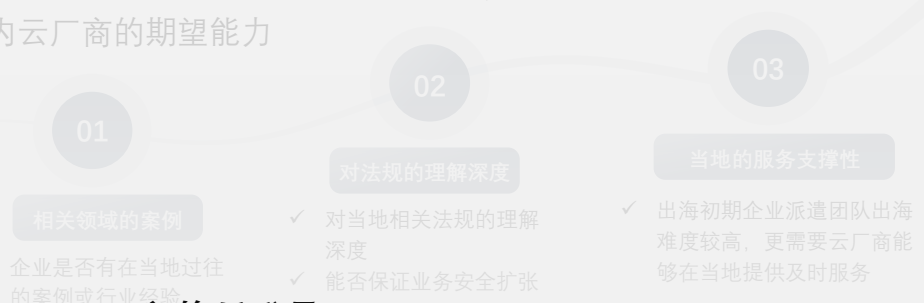 内云厂商的期望能力
01
相关领域的案例
企业是否有在当地过往
的案例或行业经验
02
对法规的理解深度
✓ 对当地相关法规的理解
深度
✓ 能否保证业务安全扩张
03
当地的服务支撑性
✓ 出海初期企业派遣团队出海
难度较高，更需要云厂商能
够在当地提供及时服务